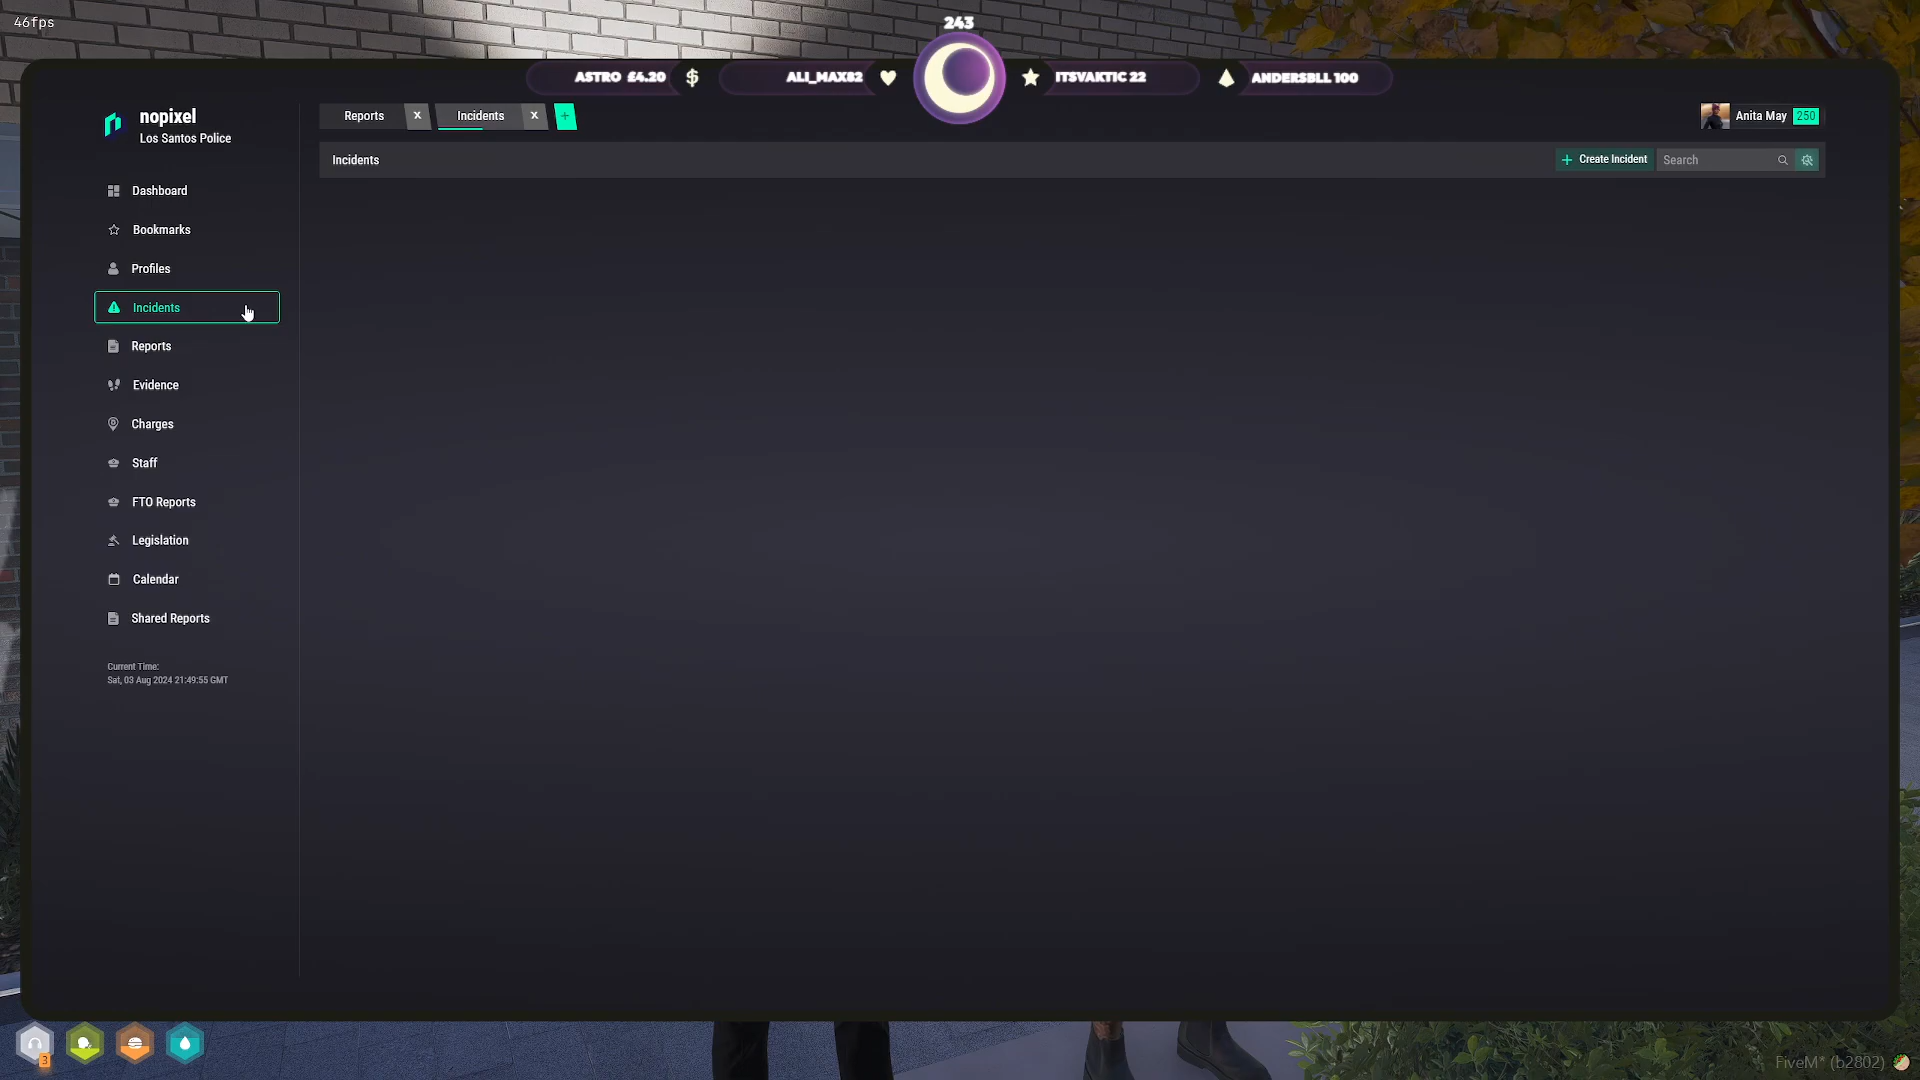 46fps
243
ASTRO £4.20
ALI_MAX82
ITSVAKTIC 22
ANDERSBLL 100
nopixel
Los Santos Police
Reports x
Incidents x
+
Anita May 250
Incidents
+ Create Incident
Search
Dashboard
Bookmarks
Profiles
Incidents
Reports
Evidence
Charges
Staff
FTO Reports
Legislation
Calendar
Shared Reports
Current Time:
Sat, 03 Aug 2024 21:49:55 GMT
3
FiveM* (b2802)